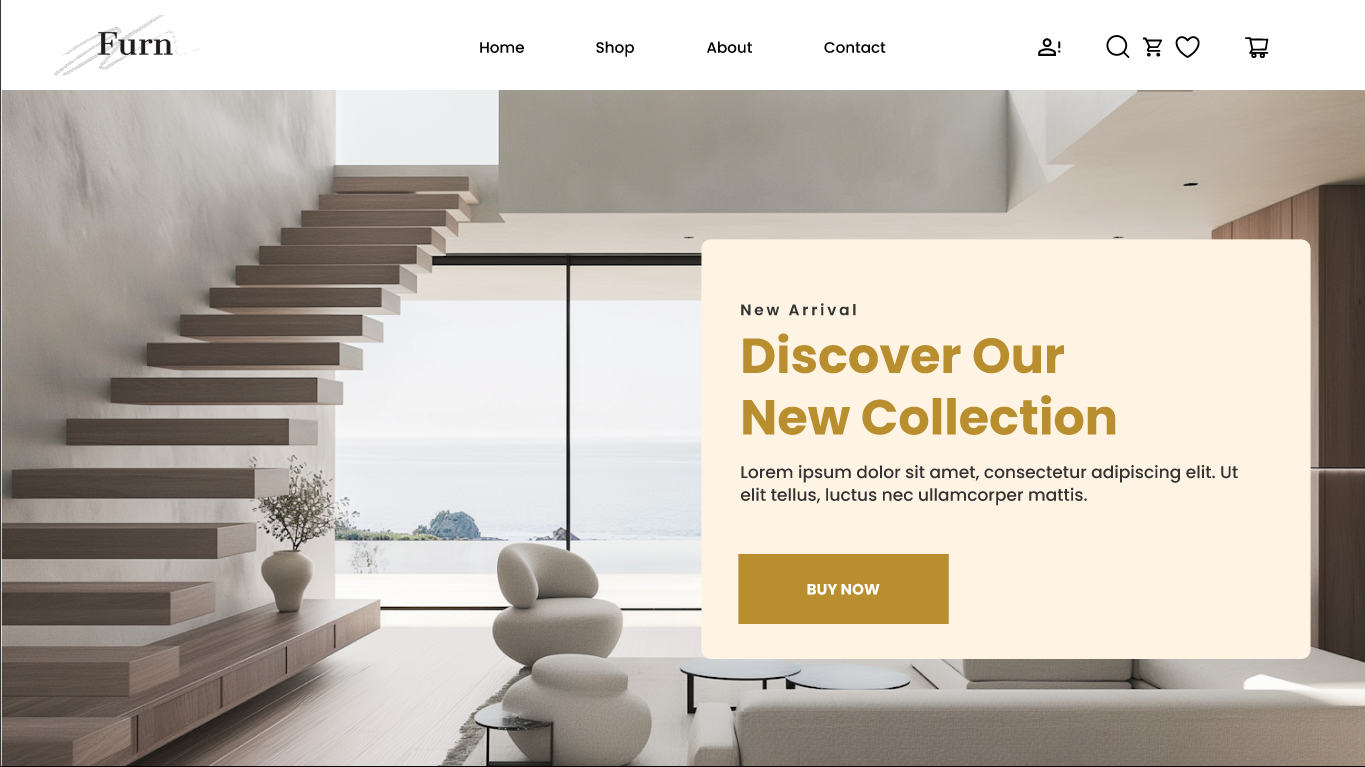 Furn
Home
Shop
About
Contact
New Arrival
Discover Our
New Collection
Lorem ipsum dolor sit amet, consectetur adipiscing elit. Ut
elit tellus, luctus nec ullamcorper mattis.
BUY NOW